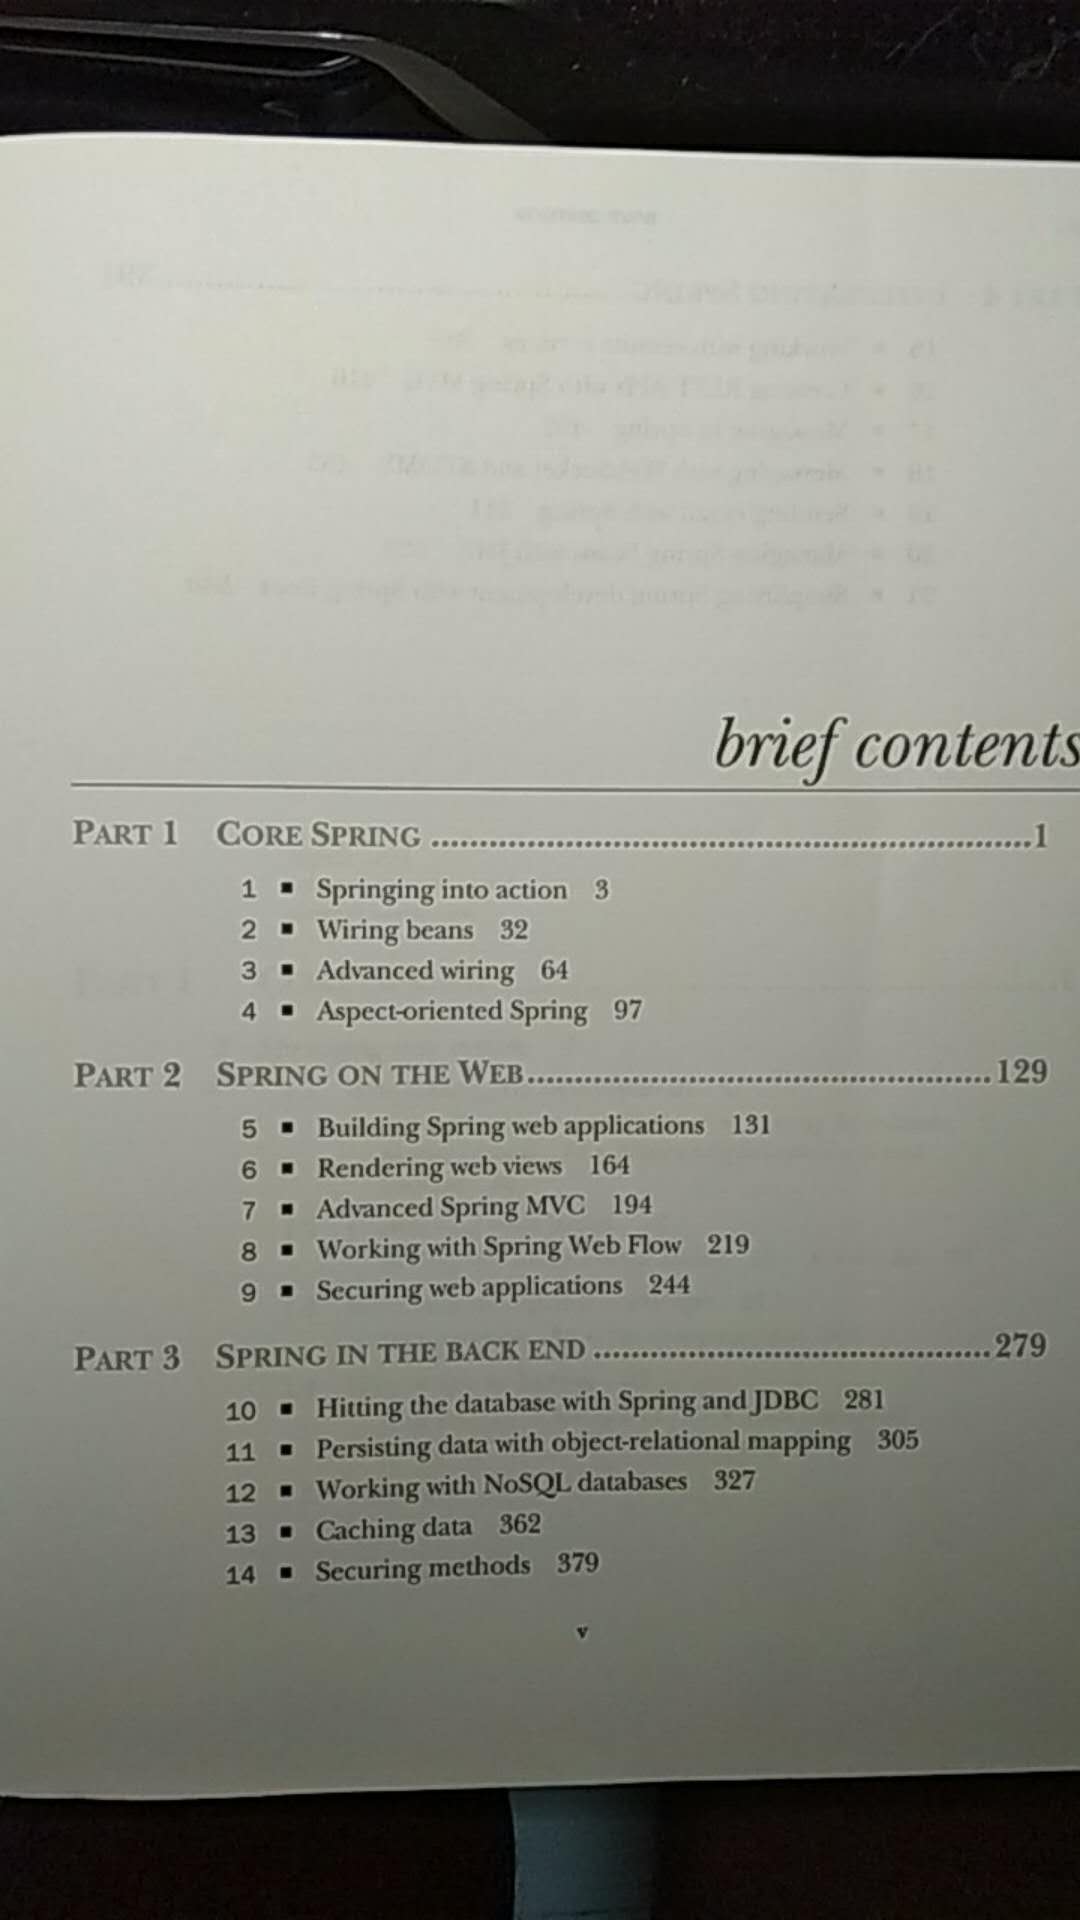 brief contents
PART 1 CORE SPRING ................................................................1
1 ■ Springing into action 3
2 ■ Wiring beans 32
3 ■ Advanced wiring 64
4 ■ Aspect-oriented Spring 97
PART 2 SPRING ON THE WEB.................................................129
5 ■ Building Spring web applications 131
6 ■ Rendering web views 164
7 ■ Advanced Spring MVC 194
8 ■ Working with Spring Web Flow 219
9 ■ Securing web applications 244
PART 3 SPRING IN THE BACK END ..........................................279
10 ■ Hitting the database with Spring and JDBC 281
11 ■ Persisting data with object-relational mapping 305
12 ■ Working with NoSQL databases 327
13 ■ Caching data 362
14 ■ Securing methods 379
v